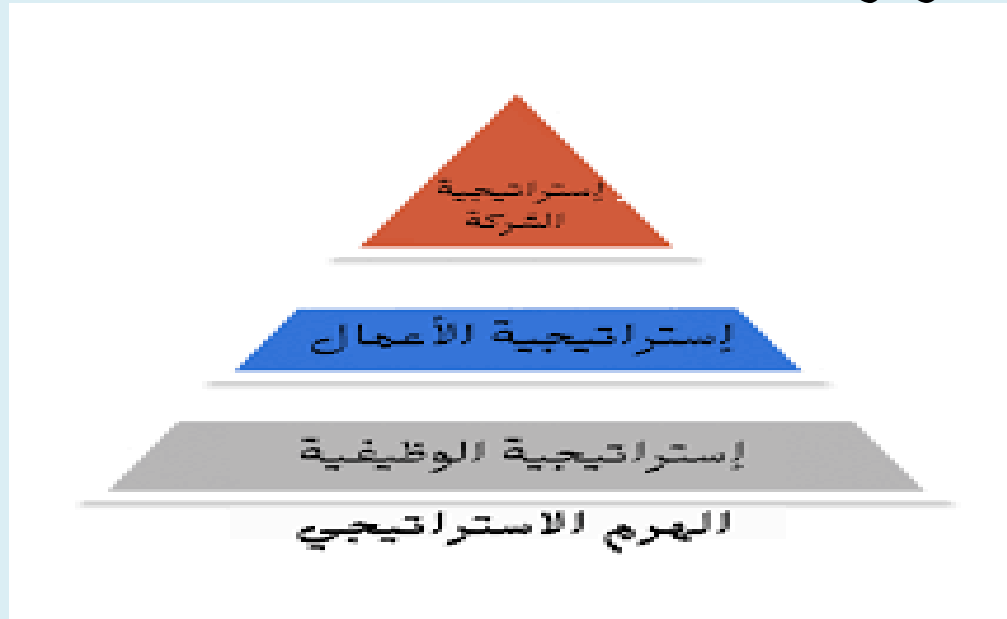 إستراتيجية
الشركة
إستراتيجية الأعمال
إستراتيجية الوظيفية
الهرم الاستراتيجي